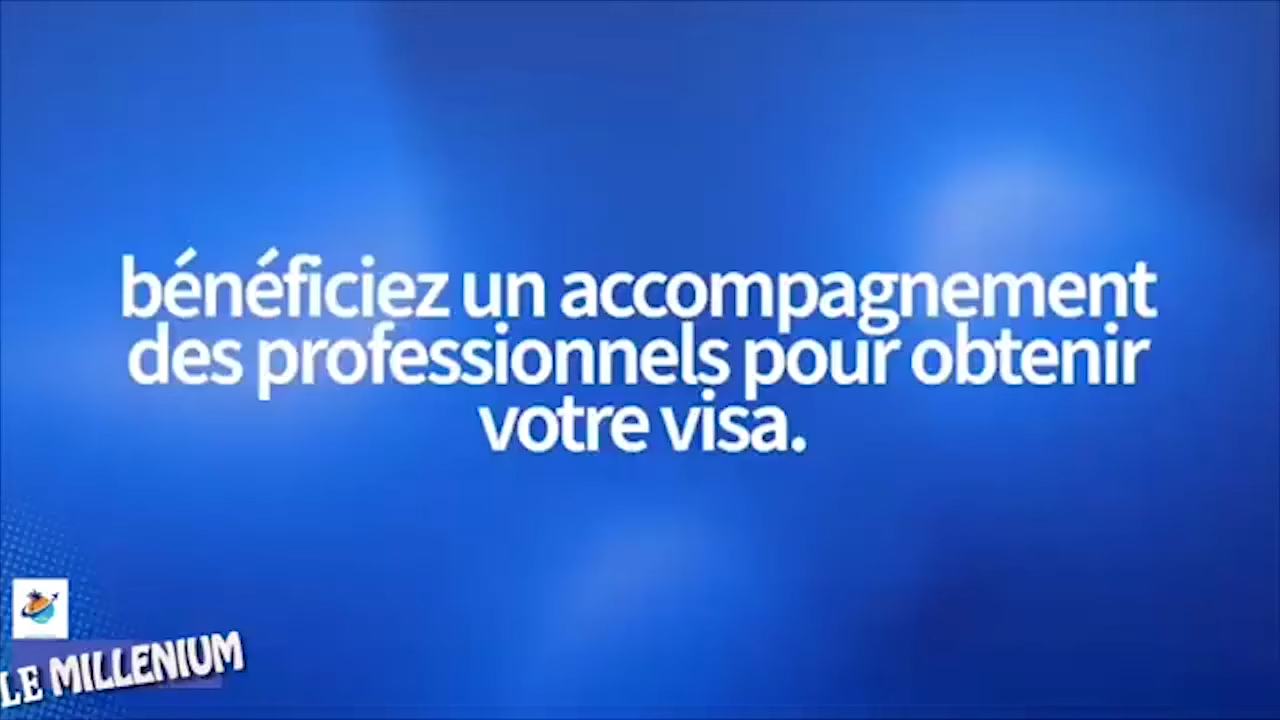 bénéficiez un accompagnement
des professionnels pour obtenir
votre visa.
LE MILLENIUM